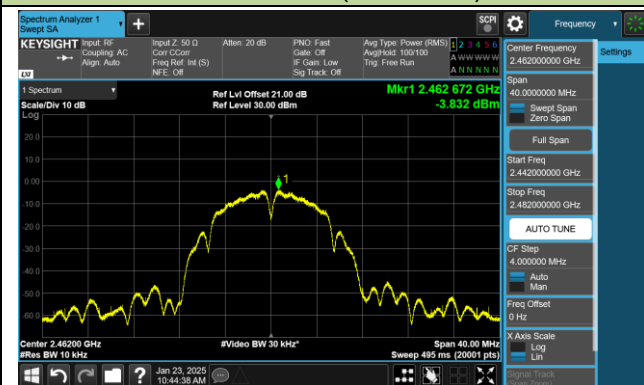 Spectrum Analyzer 1
Swept SA
SCPI
Frequency
KEYSIGHT
Input: RF
Coupling: AC
Align: Auto
Input Z: 50 Ω
Corr CCorr
Freq Ref: Int (S)
NFE: Off
Atten: 20 dB
PNO: Fast
Gate: Off
IF Gain: Low
Sig Track: Off
Avg Type: Power (RMS)
Avg|Hold: 100/100
Trig: Free Run
1 2 3 4 5 6
A W W W W W
A N N N N N
Center Frequency
2.462000000 GHz
Settings
Span
40.0000000 MHz
Swept Span
Zero Span
Full Span
Start Freq
2.442000000 GHz
Stop Freq
2.482000000 GHz
AUTO TUNE
CF Step
4.000000 MHz
Auto
Man
Freq Offset
0 Hz
X Axis Scale
Log
Lin
Signal Track
(Span Zoom)
LXI
1 Spectrum
Scale/Div 10 dB
Ref Lvl Offset 21.00 dB
Ref Level 30.00 dBm
Mkr1 2.462 672 GHz
-3.832 dBm
Log
20.0
10.0
0.00
-10.0
-20.0
-30.0
-40.0
-50.0
-60.0
1
Center 2.46200 GHz
#Res BW 10 kHz
#Video BW 30 kHz*
Span 40.00 MHz
Sweep 495 ms (20001 pts)
?
Jan 23, 2025
10:44:38 AM